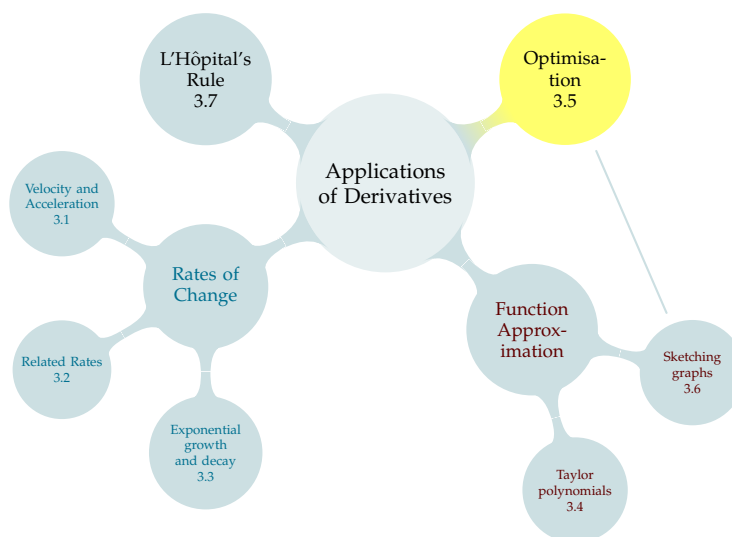 L'Hôpital's
Rule
3.7
Optimisa-
tion
3.5
Applications
of Derivatives
Velocity and
Acceleration
3.1
Rates of
Change
Related Rates
3.2
Exponential
growth
and decay
3.3
Function
Approx-
imation
Sketching
graphs
3.6
Taylor
polynomials
3.4